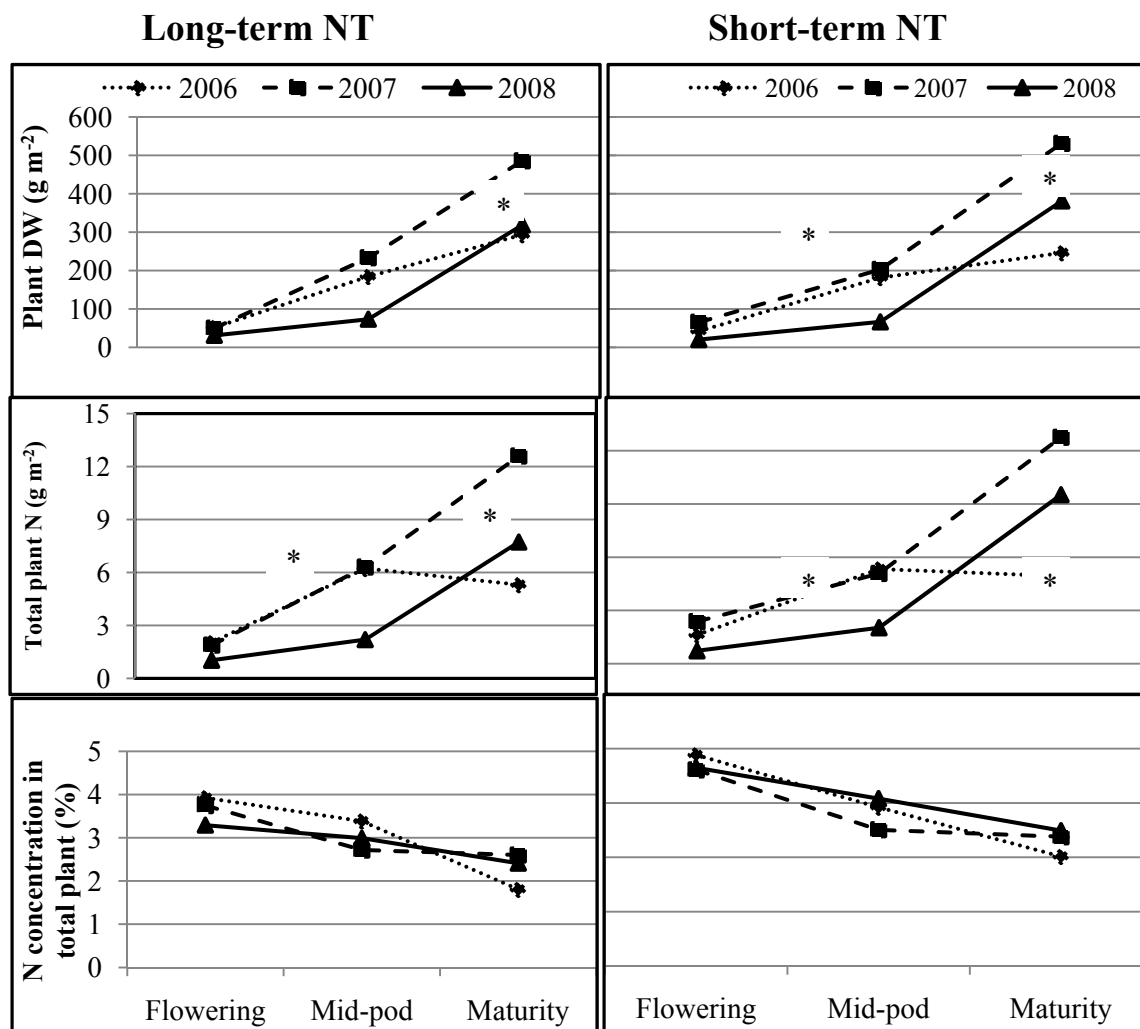 Long-term NT
Short-term NT
2006 2007 2008
2006 2007 2008
Plant DW (g m-2)
600
500
400
300
200
100
0
*
*
*
Total plant N (g m-2)
15
12
9
6
3
0
*
*
*
*
N concentration in
total plant (%)
5
4
3
2
1
0
Flowering Mid-pod Maturity
Flowering Mid-pod Maturity